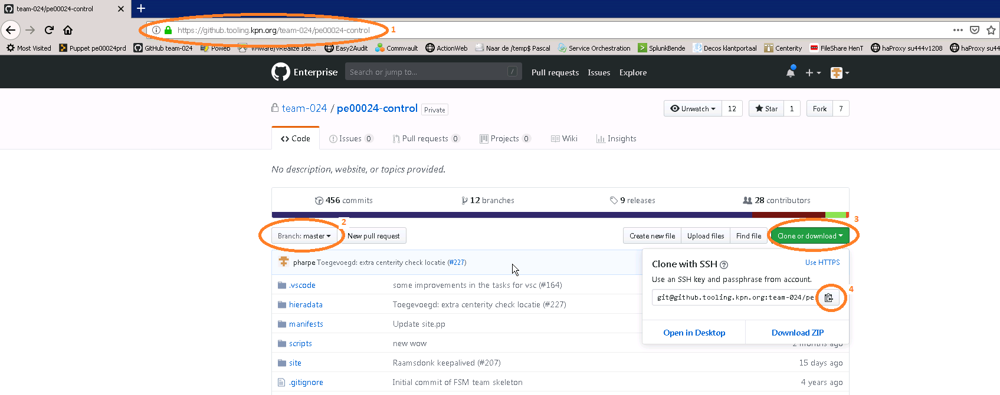 team-024/pe00024-control
https://github.tooling.kpn.org/team-024/pe00024-control 1
Most Visited Puppet pe00024prd GitHub team-024 Poweb VMware/vRealize Ide... Easy2Audit Commvault ActionWeb Naar de /temp$ Pascal Service Orchestration SplunkBende Decos klantportaal Centerity FileShare HenT haProxy su444v1208 haProxy su44
Enterprise Search or jump to... / Pull requests Issues Explore
team-024 / pe00024-control Private Unwatch 12 Star 1 Fork 7
Code Issues 0 Pull requests 0 Projects 0 Wiki Insights
No description, website, or topics provided.
456 commits 12 branches 9 releases 28 contributors
2 3
Branch: master New pull request Create new file Upload files Find file Clone or download
pharpe Toegevoegd: extra centerity check locatie (#227)
Clone with SSH ? Use HTTPS
Use an SSH key and passphrase from account.
.vscode some improvements in the tasks for vsc (#164)
4
git@github.tooling.kpn.org:team-024/pe
hieradata Toegevoegd: extra centerity check locatie (#227)
manifests Update site.pp
Open in Desktop Download ZIP
scripts new wow 2 months ago
site Raamsdonk keepalived (#207) 15 days ago
.gitignore Initial commit of FSM team skeleton 4 years ago